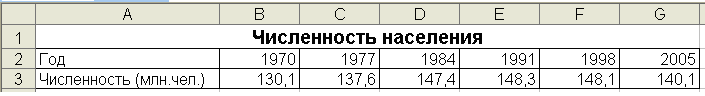 A B C D E F G
1 Численность населения
2 Год 1970 1977 1984 1991 1998 2005
3 Численность (млн.чел.) 130,1 137,6 147,4 148,3 148,1 140,1